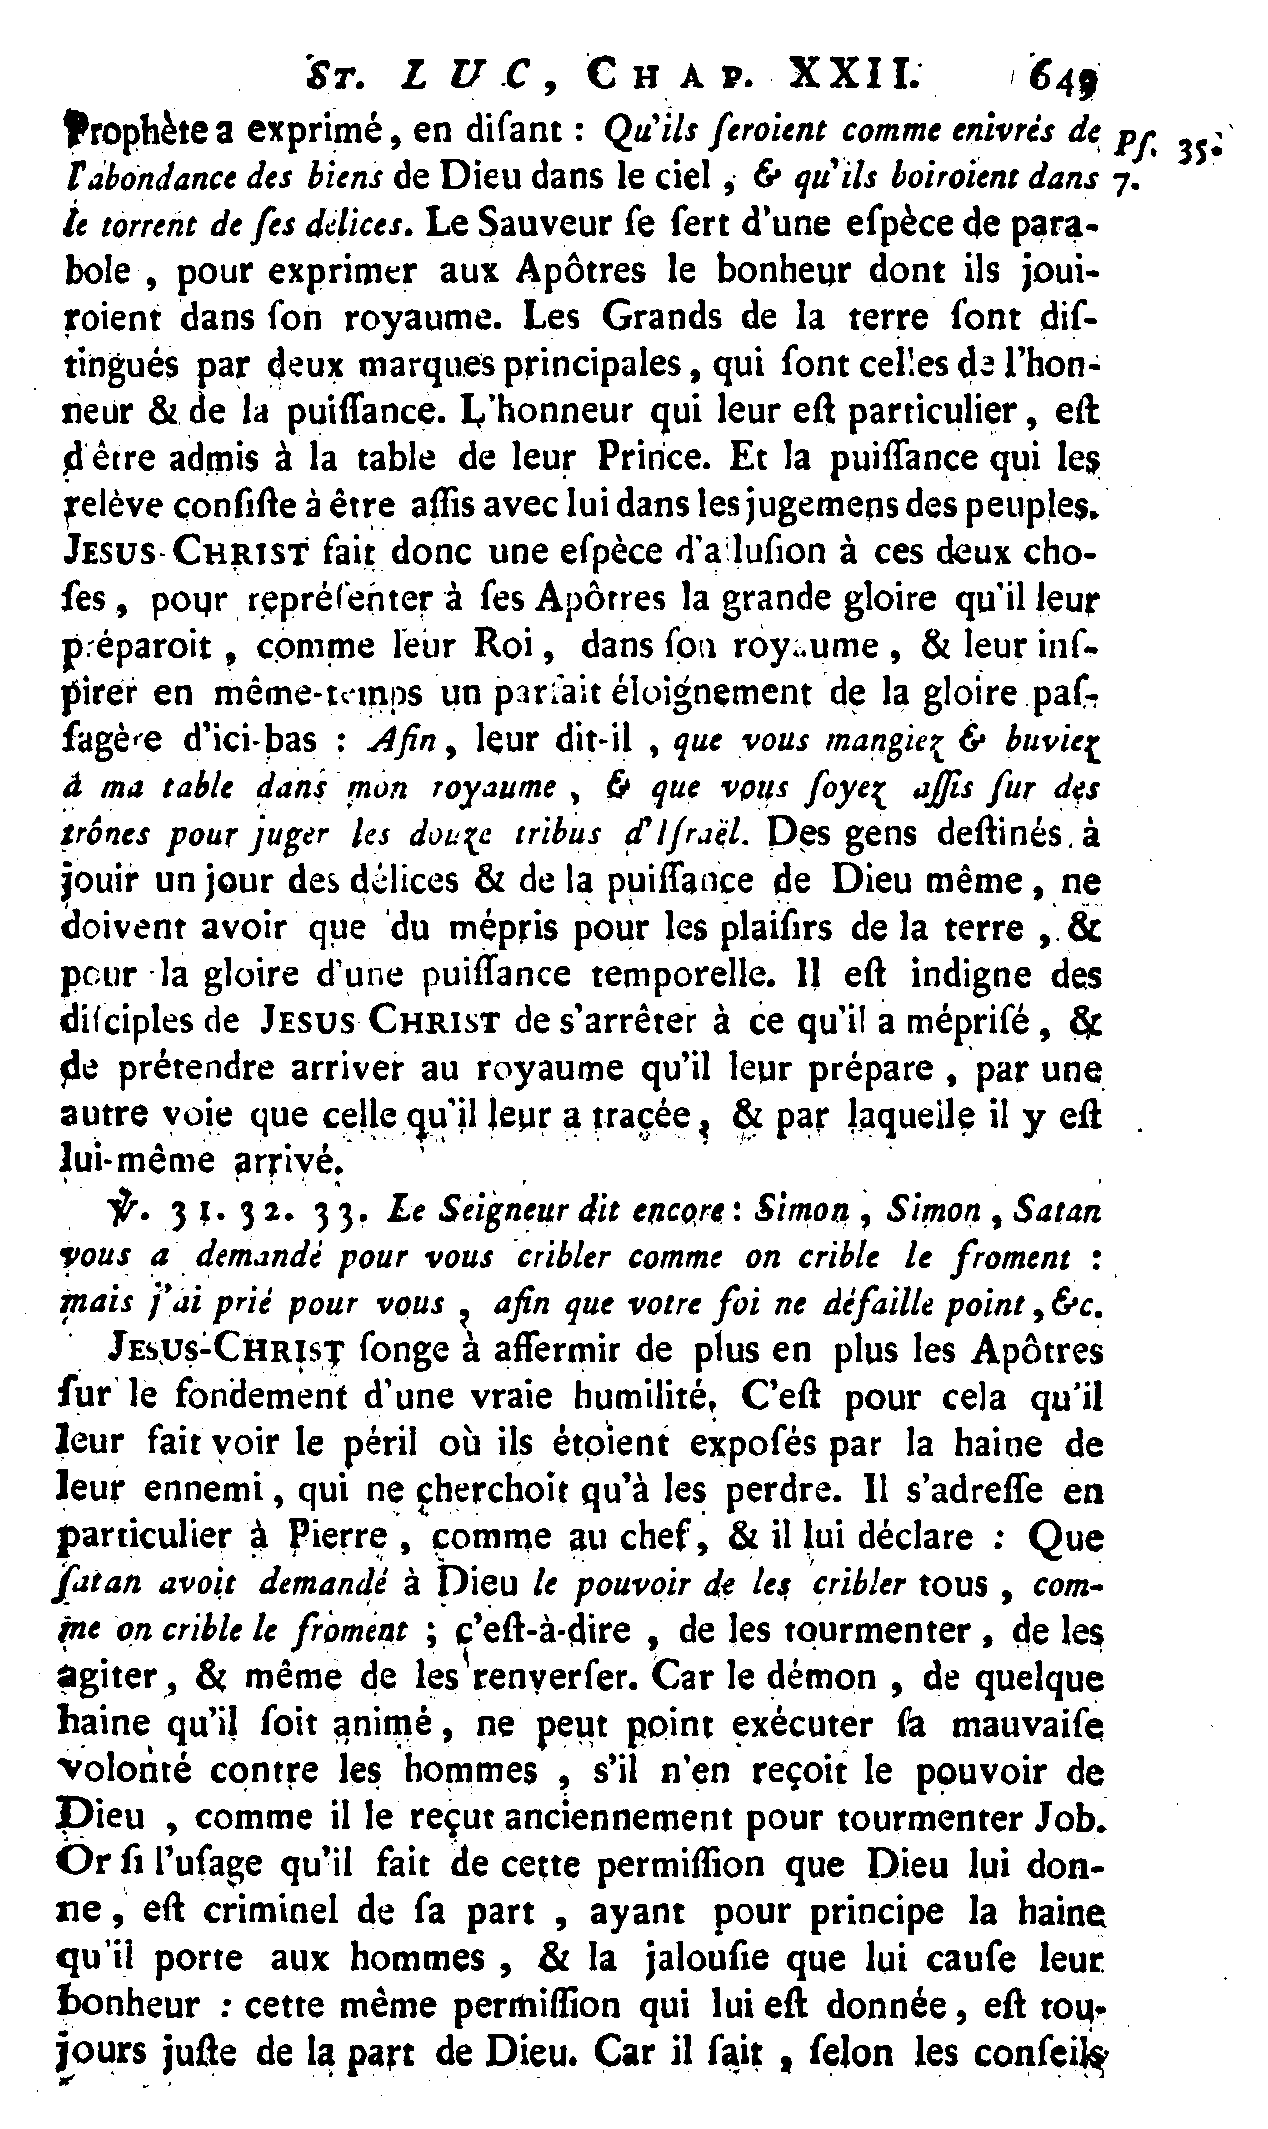 ST. LUC, CHAP. XXII. 649
Prophète a exprimé, en diſant : Qu'ils ſeroient comme enivrés de Pſ. 35.
l'abondance des biens de Dieu dans le ciel, & qu'ils boiroient dans 7.
le torrent de ſes délices. Le Sauveur ſe ſert d'une eſpèce de para-
bole, pour exprimer aux Apôtres le bonheur dont ils joui-
roient dans ſon royaume. Les Grands de la terre ſont diſ-
tingués par deux marques principales, qui ſont celles de l'hon-
neur & de la puiſſance. L'honneur qui leur eſt particulier, eſt
d'être admis à la table de leur Prince. Et la puiſſance qui les
relève conſiſte à être aſſis avec lui dans les jugemens des peuples.
JESUS-CHRIST fait donc une eſpèce d'alluſion à ces deux cho-
ſes, pour repréſenter à ſes Apôtres la grande gloire qu'il leur
préparoit, comme leur Roi, dans ſon royaume, & leur inſ-
pirer en même-temps un parfait éloignement de la gloire paſ-
ſagère d'ici-bas : Afin, leur dit-il, que vous mangiez & buviez
à ma table dans mon royaume, & que vous ſoyez aſſis ſur des
trônes pour juger les douze tribus d'Iſraël. Des gens deſtinés à
jouir un jour des délices & de la puiſſance de Dieu même, ne
doivent avoir que du mépris pour les plaiſirs de la terre, &
pour la gloire d'une puiſſance temporelle. Il eſt indigne des
diſciples de JESUS CHRIST de s'arrêter à ce qu'il a mépriſé, &
de prétendre arriver au royaume qu'il leur prépare, par une
autre voie que celle qu'il leur a tracée, & par laquelle il y eſt
lui-même arrivé.
℣. 31. 32. 33. Le Seigneur dit encore : Simon, Simon, Satan
vous a demandé pour vous cribler comme on crible le froment :
mais j'ai prié pour vous, afin que votre foi ne défaille point, &c.
JESUS-CHRIST ſonge à affermir de plus en plus les Apôtres
ſur le fondement d'une vraie humilité. C'eſt pour cela qu'il
leur fait voir le péril où ils étoient expoſés par la haine de
leur ennemi, qui ne cherchoit qu'à les perdre. Il s'adreſſe en
particulier à Pierre, comme au chef, & il lui déclare : Que
ſatan avoit demandé à Dieu le pouvoir de les cribler tous, com-
me on crible le froment ; c'eſt-à-dire, de les tourmenter, de les
agiter, & même de les renverſer. Car le démon, de quelque
haine qu'il ſoit animé, ne peut point exécuter ſa mauvaiſe
volonté contre les hommes, s'il n'en reçoit le pouvoir de
Dieu, comme il le reçut anciennement pour tourmenter Job.
Or ſi l'uſage qu'il fait de cette permiſſion que Dieu lui don-
ne, eſt criminel de ſa part, ayant pour principe la haine
qu'il porte aux hommes, & la jalouſie que lui cauſe leur
bonheur : cette même permiſſion qui lui eſt donnée, eſt tou-
jours juſte de la part de Dieu. Car il ſait, ſelon les conſeils